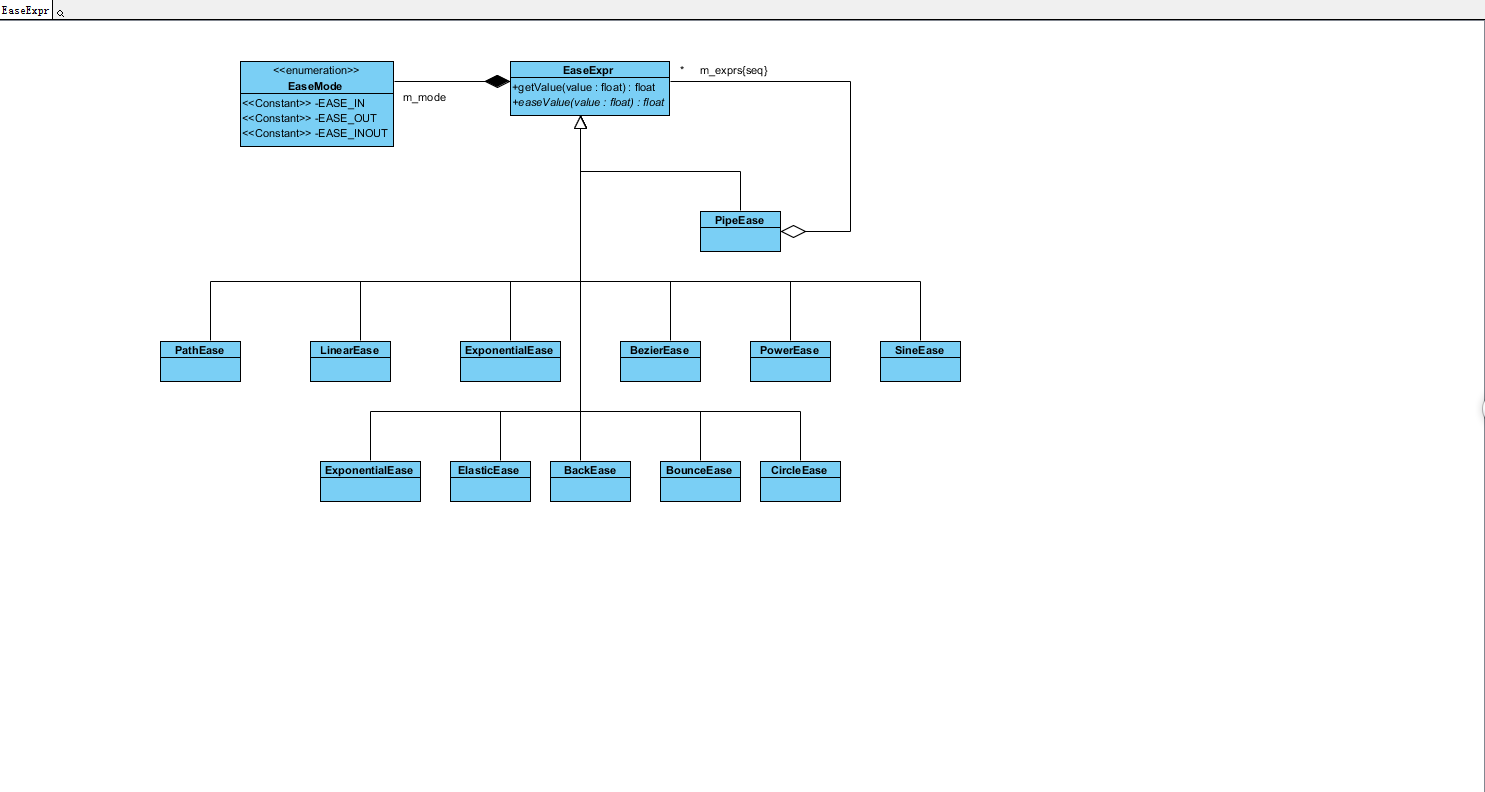 EaseExpr
<<enumeration>>
EaseMode
<<Constant>> -EASE_IN
<<Constant>> -EASE_OUT
<<Constant>> -EASE_INOUT
m_mode
EaseExpr
+getValue(value : float) : float
+easeValue(value : float) : float
* m_exprs{seq}
PipeEase
PathEase
LinearEase
ExponentialEase
BezierEase
PowerEase
SineEase
ExponentialEase
ElasticEase
BackEase
BounceEase
CircleEase